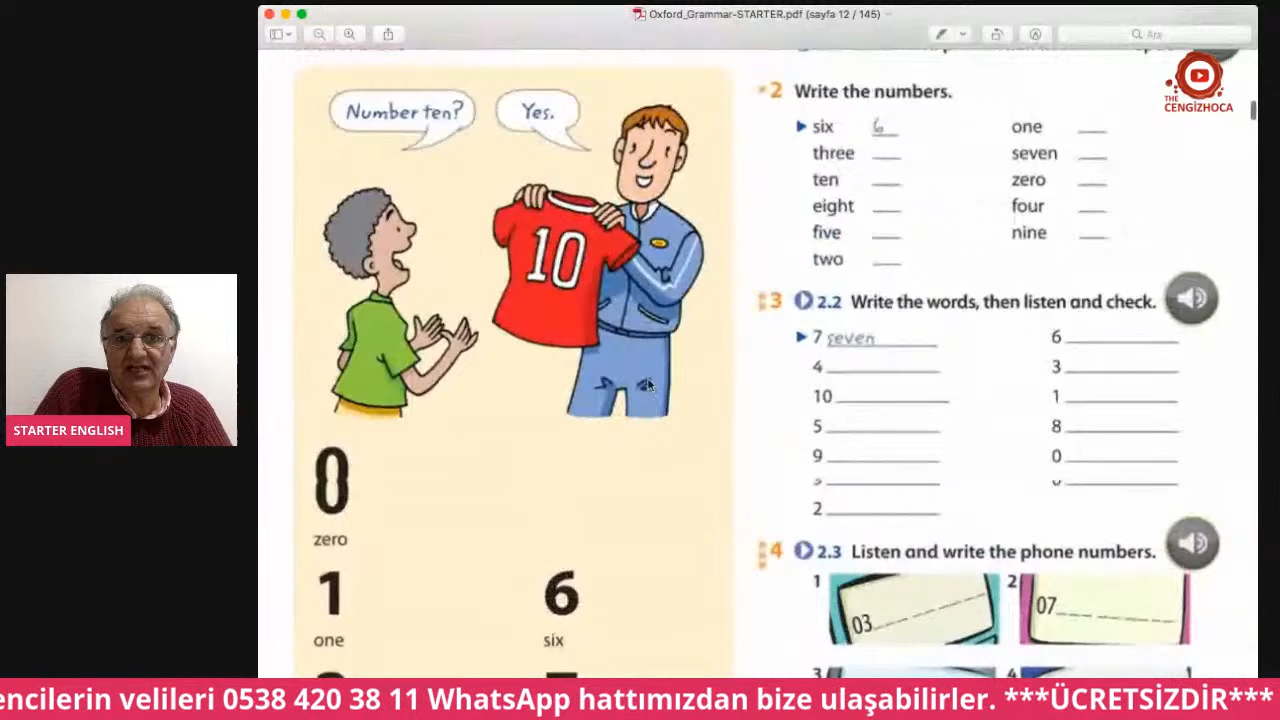 Oxford_Grammar-STARTER.pdf (sayfa 12 / 145)
Ara
THE
CENGİZHOCA
Number ten?
Yes.
10
0
zero
1
one
6
six
2 Write the numbers.
six 6
three
ten
eight
five
two
one
seven
zero
four
nine
3 2.2 Write the words, then listen and check.
7 seven
4
10
5
9
2
6
3
1
8
0
4 2.3 Listen and write the phone numbers.
1
03
2
07
3
4
STARTER ENGLISH
velileri 0538 420 38 11 WhatsApp hattımızdan bize ulaşabilirler. ***ÜCRETSİZDİR***